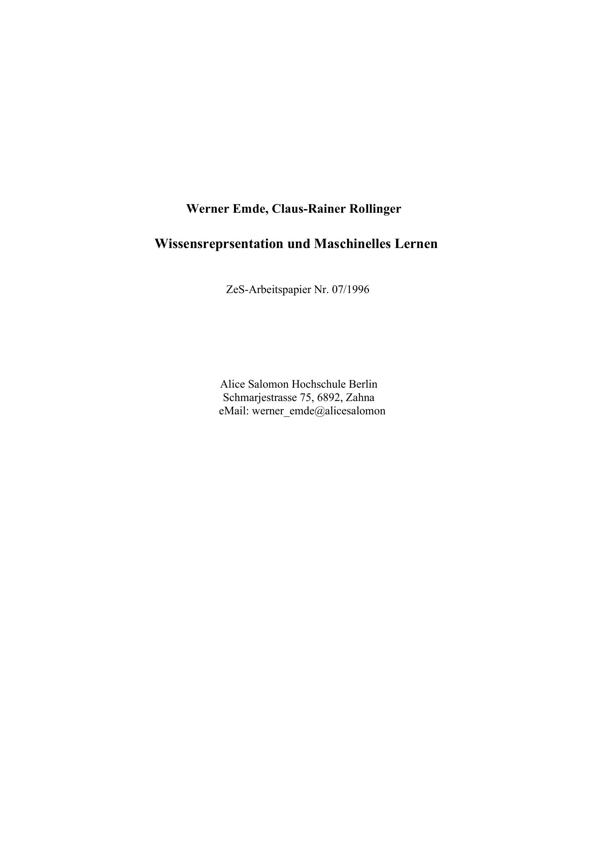 Werner Emde, Claus-Rainer Rollinger
Wissensreprsentation und Maschinelles Lernen
ZeS-Arbeitspapier Nr. 07/1996
Alice Salomon Hochschule Berlin
Schmarjestrasse 75, 6892, Zahna
eMail: werner_emde@alicesalomon